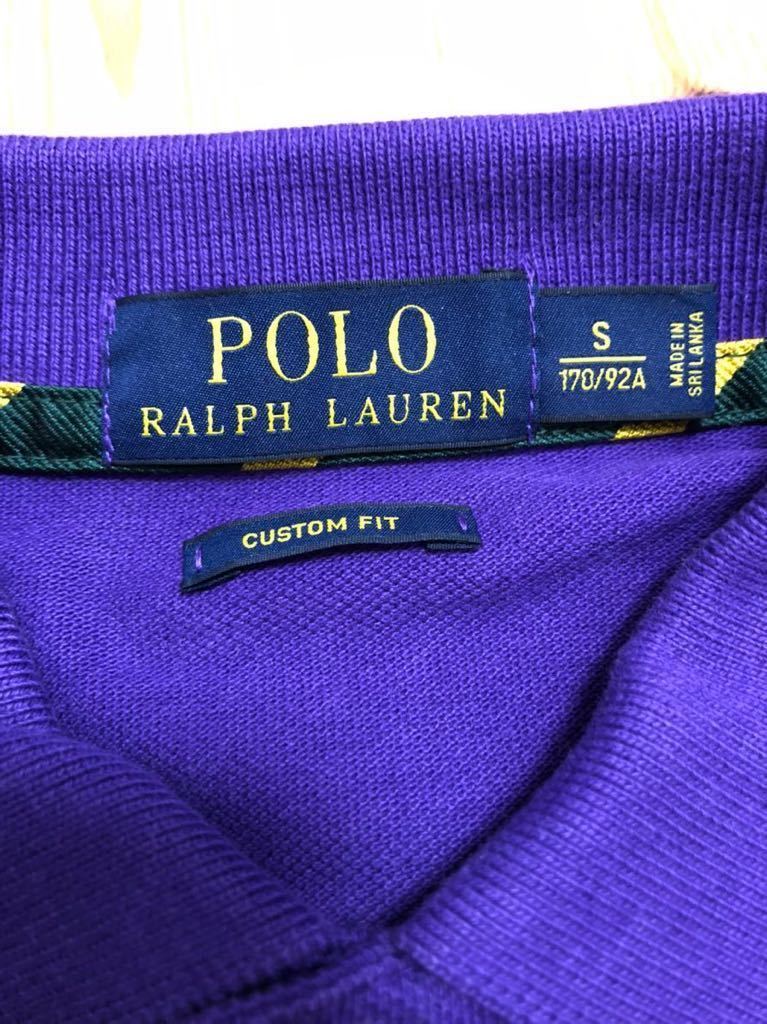 POLO
RALPH LAUREN
S
170/92A
MADE IN
SRI LANKA
CUSTOM FIT